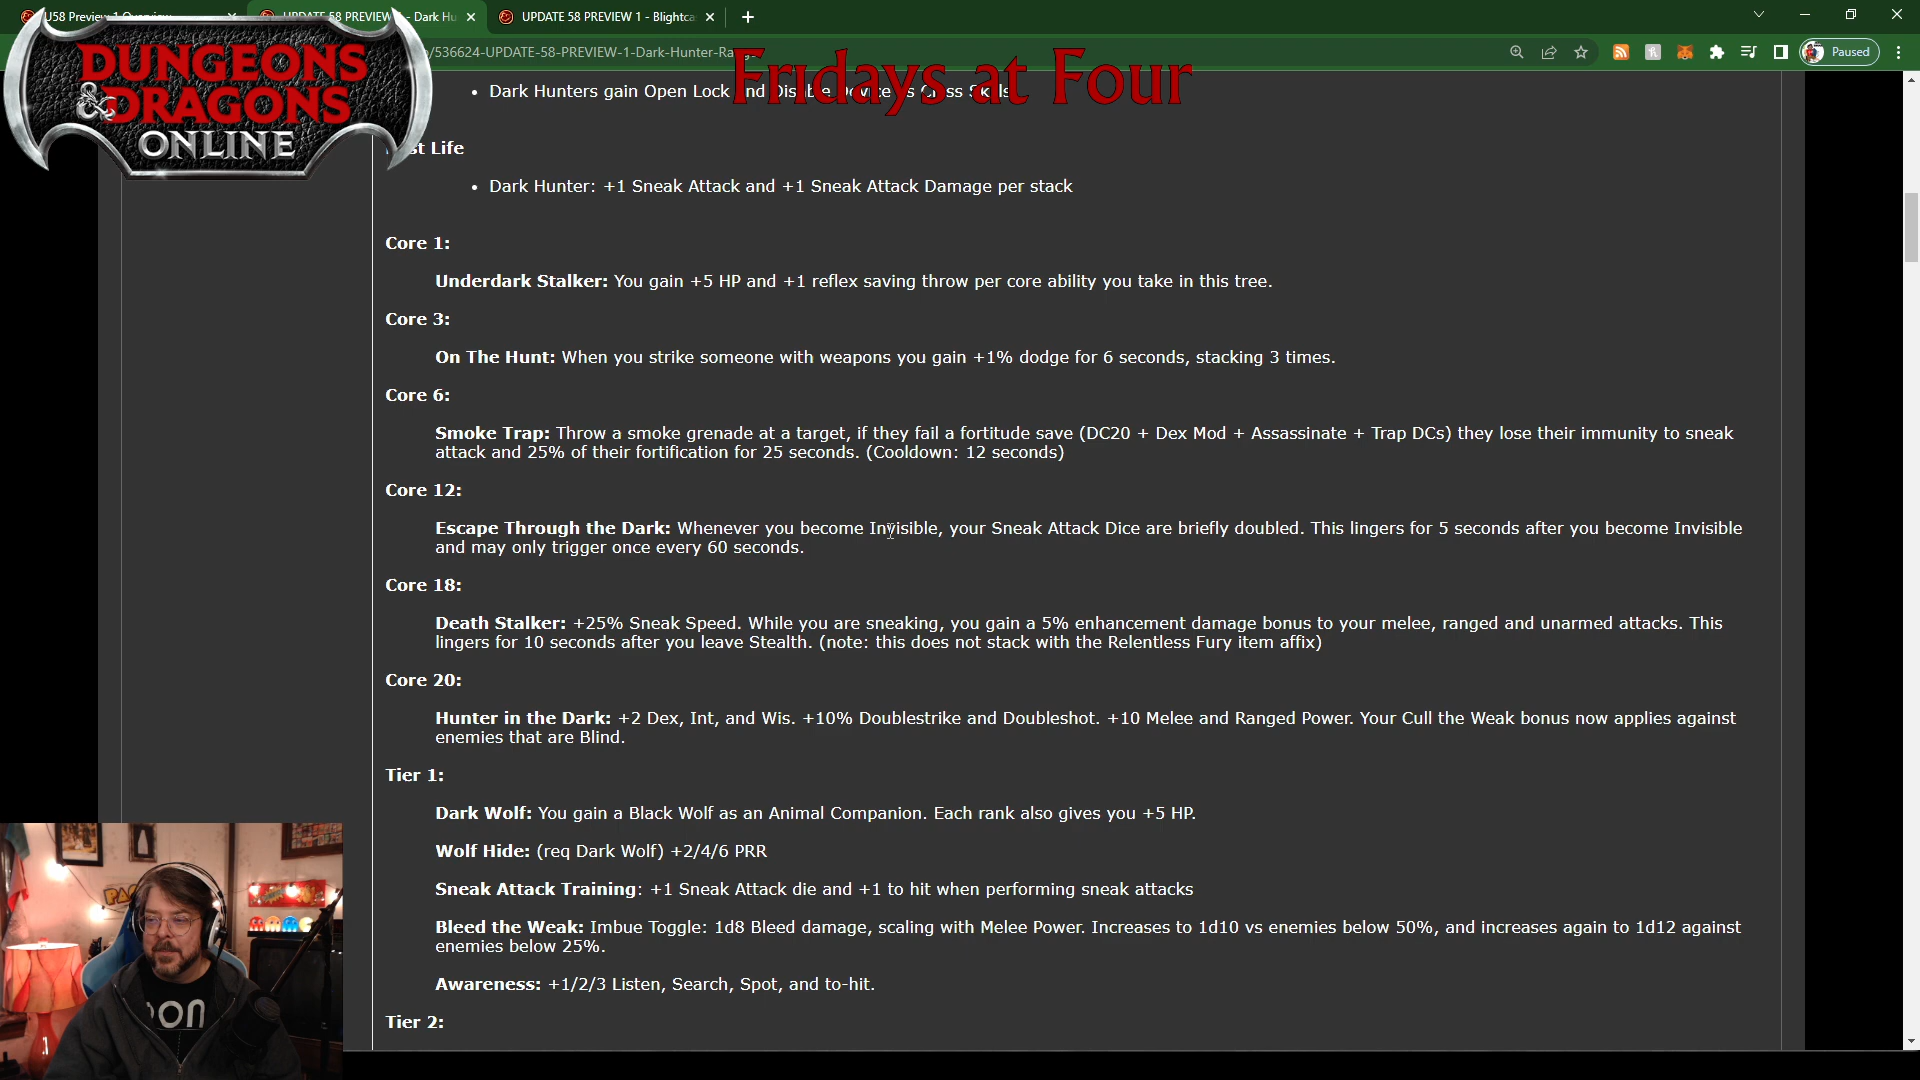 U58 Preview 1 Overview
UPDATE 58 PREVIEW 1 - Dark Hu
UPDATE 58 PREVIEW 1 - Blightca
/536624-UPDATE-58-PREVIEW-1-Dark-Hunter-Ra
Paused
DUNGEONS
& DRAGONS
ONLINE
Fridays at Four
Dark Hunters gain Open Lock and Disable Device as Class Skills
st Life
Dark Hunter: +1 Sneak Attack and +1 Sneak Attack Damage per stack
Core 1:
Underdark Stalker: You gain +5 HP and +1 reflex saving throw per core ability you take in this tree.
Core 3:
On The Hunt: When you strike someone with weapons you gain +1% dodge for 6 seconds, stacking 3 times.
Core 6:
Smoke Trap: Throw a smoke grenade at a target, if they fail a fortitude save (DC20 + Dex Mod + Assassinate + Trap DCs) they lose their immunity to sneak
attack and 25% of their fortification for 25 seconds. (Cooldown: 12 seconds)
Core 12:
Escape Through the Dark: Whenever you become Invisible, your Sneak Attack Dice are briefly doubled. This lingers for 5 seconds after you become Invisible
and may only trigger once every 60 seconds.
Core 18:
Death Stalker: +25% Sneak Speed. While you are sneaking, you gain a 5% enhancement damage bonus to your melee, ranged and unarmed attacks. This
lingers for 10 seconds after you leave Stealth. (note: this does not stack with the Relentless Fury item affix)
Core 20:
Hunter in the Dark: +2 Dex, Int, and Wis. +10% Doublestrike and Doubleshot. +10 Melee and Ranged Power. Your Cull the Weak bonus now applies against
enemies that are Blind.
Tier 1:
Dark Wolf: You gain a Black Wolf as an Animal Companion. Each rank also gives you +5 HP.
Wolf Hide: (req Dark Wolf) +2/4/6 PRR
Sneak Attack Training: +1 Sneak Attack die and +1 to hit when performing sneak attacks
Bleed the Weak: Imbue Toggle: 1d8 Bleed damage, scaling with Melee Power. Increases to 1d10 vs enemies below 50%, and increases again to 1d12 against
enemies below 25%.
Awareness: +1/2/3 Listen, Search, Spot, and to-hit.
Tier 2: